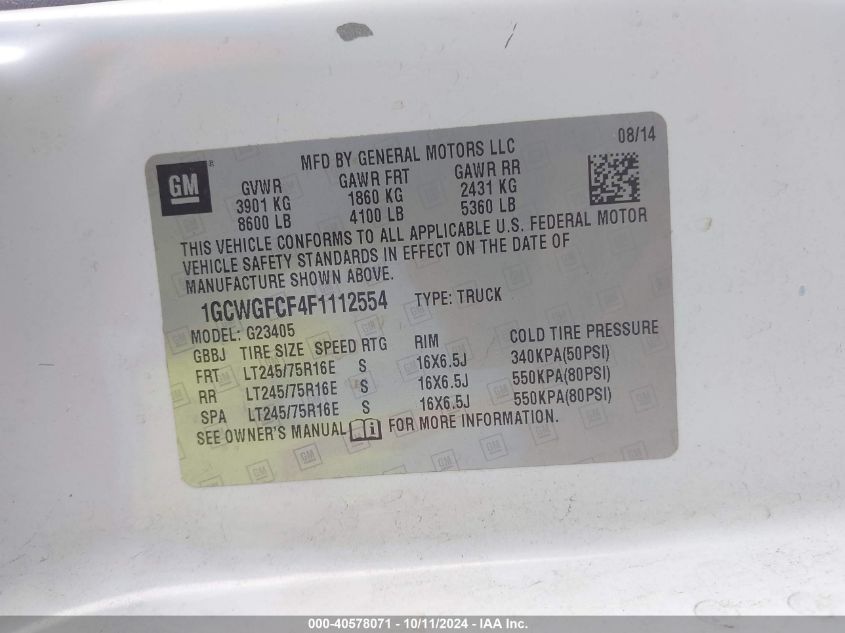 08/14
MFD BY GENERAL MOTORS LLC
GM ®
GVWR GAWR FRT GAWR RR
3901 KG 1860 KG 2431 KG
8600 LB 4100 LB 5360 LB
THIS VEHICLE CONFORMS TO ALL APPLICABLE U.S. FEDERAL MOTOR
VEHICLE SAFETY STANDARDS IN EFFECT ON THE DATE OF
MANUFACTURE SHOWN ABOVE.
1GCWGFCF4F1112554 TYPE: TRUCK
MODEL: G23405
GBBJ TIRE SIZE SPEED RTG RIM COLD TIRE PRESSURE
FRT LT245/75R16E S 16X6.5J 340KPA(50PSI)
RR LT245/75R16E S 16X6.5J 550KPA(80PSI)
SPA LT245/75R16E S 16X6.5J 550KPA(80PSI)
SEE OWNER'S MANUAL i FOR MORE INFORMATION.
000-40578071 - 10/11/2024 - IAA Inc.